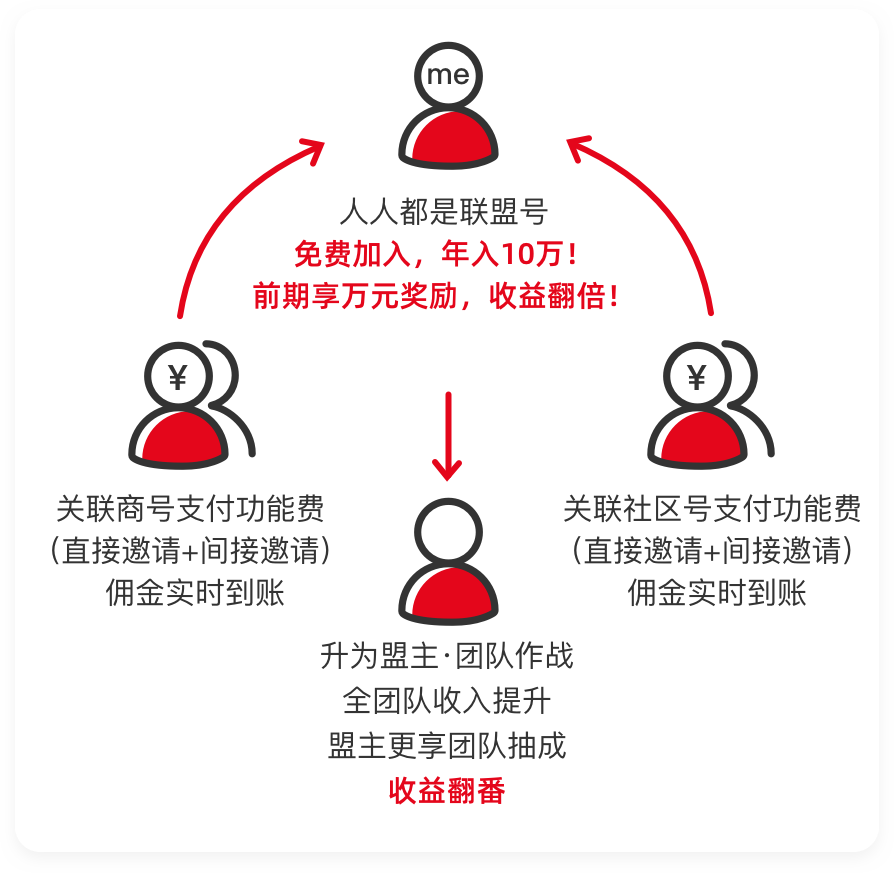 me
人人都是联盟号
免费加入，年入10万！
前期享万元奖励，收益翻倍！
¥
关联商号支付功能费
（直接邀请+间接邀请）
佣金实时到账
¥
关联社区号支付功能费
（直接邀请+间接邀请）
佣金实时到账
升为盟主·团队作战
全团队收入提升
盟主更享团队抽成
收益翻番